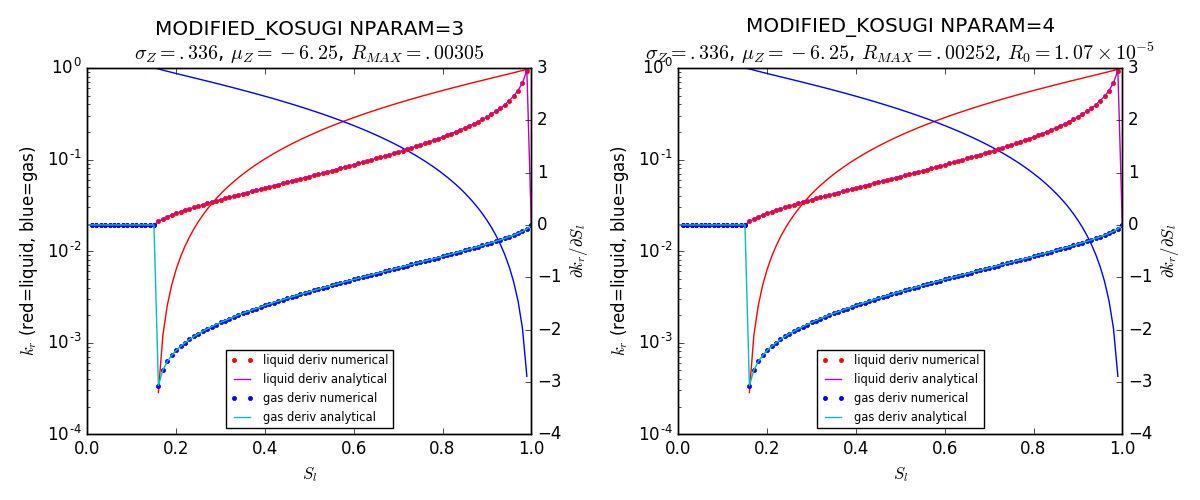 MODIFIED_KOSUGI NPARAM=3
σ_Z = .336, μ_Z = −6.25, R_MAX = .00305
10^0
10^-1
10^-2
10^-3
10^-4
k_r (red=liquid, blue=gas)
3
2
1
0
−1
−2
−3
−4
∂k_r/∂S_l
liquid deriv numerical
liquid deriv analytical
gas deriv numerical
gas deriv analytical
0.0 0.2 0.4 0.6 0.8 1.0
S_l
MODIFIED_KOSUGI NPARAM=4
σ_Z = .336, μ_Z = −6.25, R_MAX = .00252, R_0 = 1.07 × 10^−5
10^0
10^-1
10^-2
10^-3
10^-4
k_r (red=liquid, blue=gas)
3
2
1
0
−1
−2
−3
−4
∂k_r/∂S_l
liquid deriv numerical
liquid deriv analytical
gas deriv numerical
gas deriv analytical
0.0 0.2 0.4 0.6 0.8 1.0
S_l